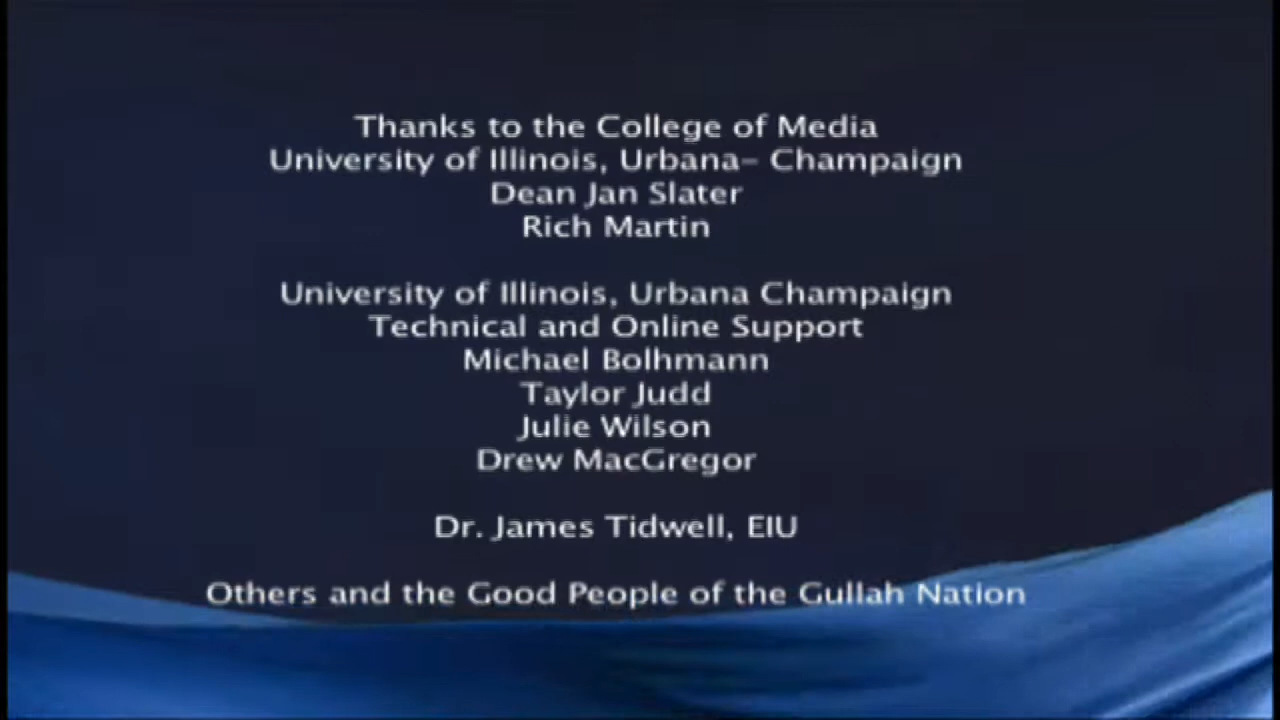 Thanks to the College of Media
University of Illinois, Urbana- Champaign
Dean Jan Slater
Rich Martin
University of Illinois, Urbana Champaign
Technical and Online Support
Michael Bolhmann
Taylor Judd
Julie Wilson
Drew MacGregor
Dr. James Tidwell, EIU
Others and the Good People of the Gullah Nation